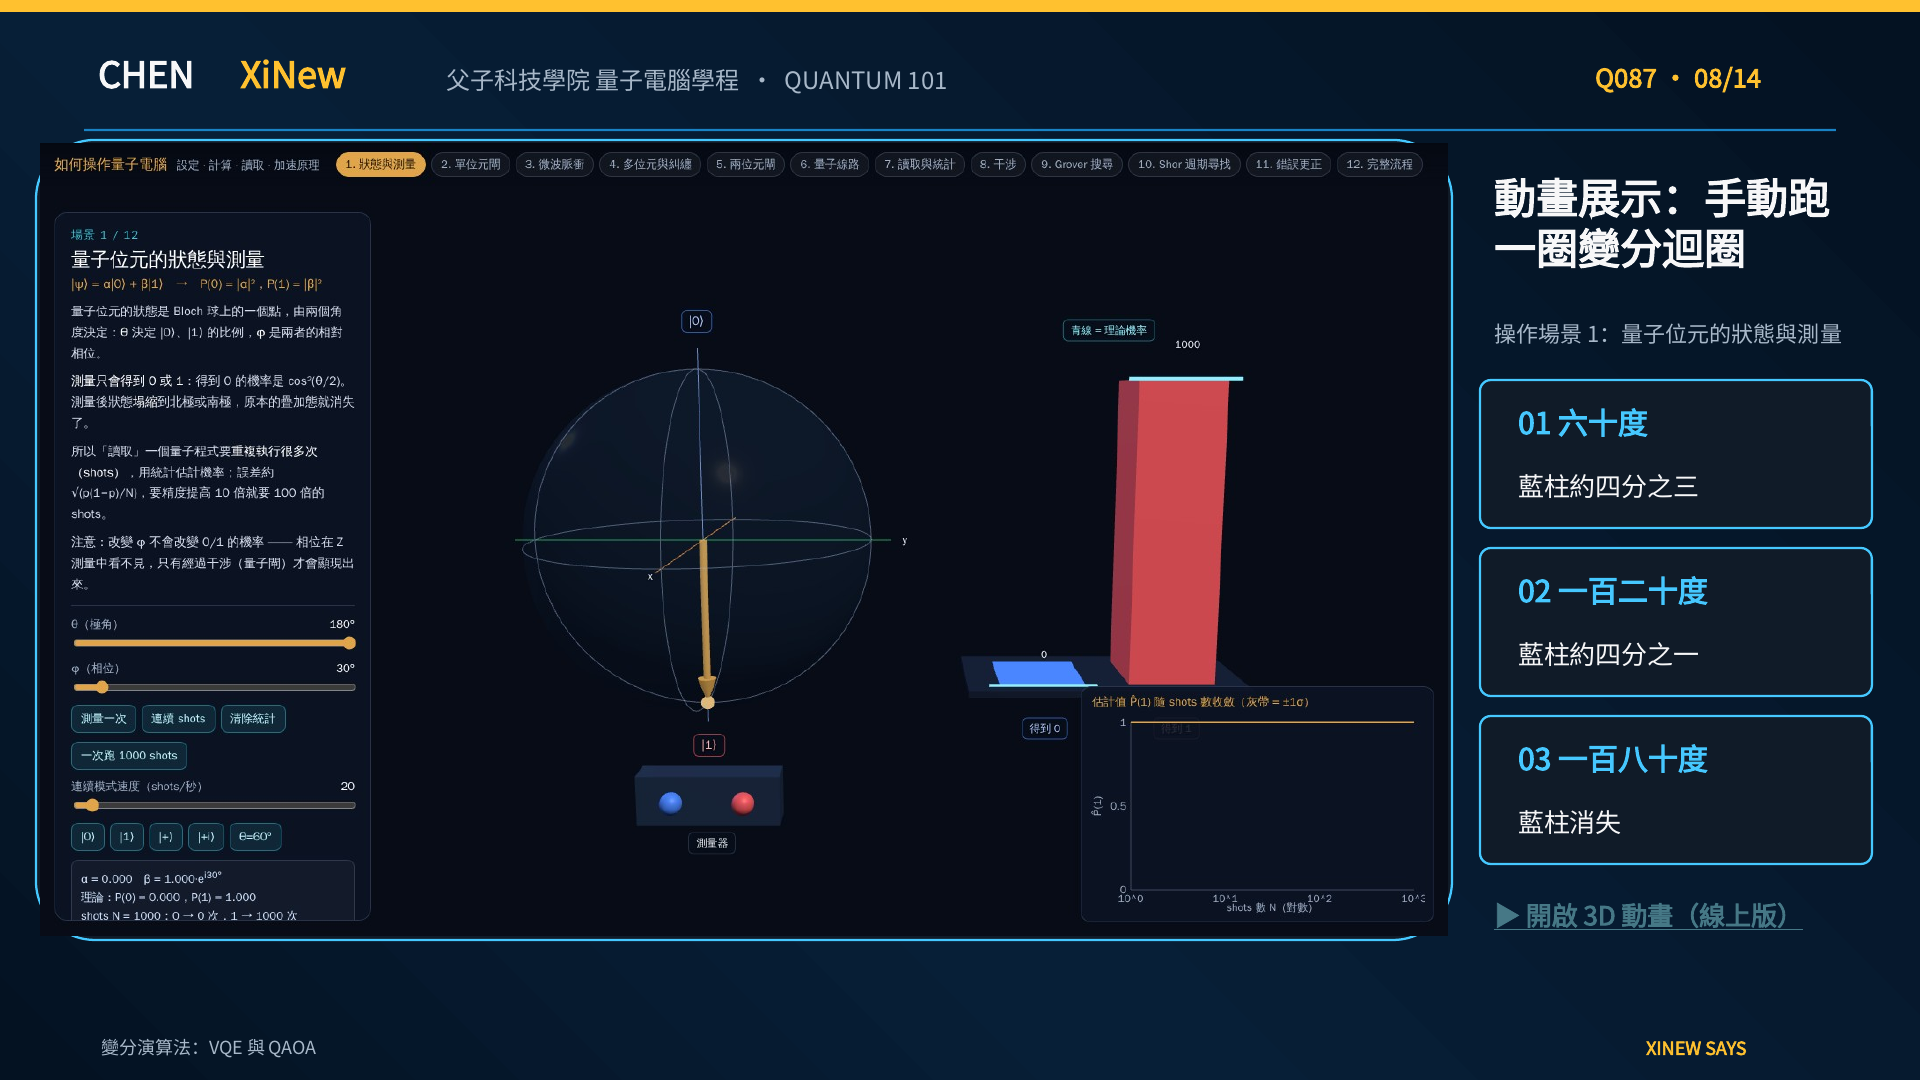 CHEN XiNew 父子科技學院 量子電腦學程 • QUANTUM 101
Q087 • 08/14
如何操作量子電腦 設定 · 計算 · 讀取 · 加速原理
1. 狀態與測量 2. 單位元閘 3. 微波脈衝 4. 多位元與糾纏 5. 兩位元閘 6. 量子線路 7. 讀取與統計 8. 干涉 9. Grover 搜尋 10. Shor 週期尋找 11. 錯誤更正 12. 完整流程
場景 1 / 12
量子位元的狀態與測量
|ψ⟩ = α|0⟩ + β|1⟩ → P(0) = |α|², P(1) = |β|²
量子位元的狀態是 Bloch 球上的一個點，由兩個角
度決定：θ 決定 |0⟩、|1⟩ 的比例，φ 是兩者的相對
相位。
測量只會得到 0 或 1：得到 0 的機率是 cos²(θ/2)。
測量後狀態塌縮到北極或南極，原本的疊加態就消失
了。
所以「讀取」一個量子程式要重複執行很多次
（shots），用統計估計機率；誤差約
√(p(1−p)/N)，要精度提高 10 倍就要 100 倍的
shots。
注意：改變 φ 不會改變 0/1 的機率 —— 相位在 Z
測量中看不見，只有經過干涉（量子閘）才會顯現出
來。
θ（極角） 180°
φ（相位） 30°
測量一次 連續 shots 清除統計
一次跑 1000 shots
連續模式速度（shots/秒） 20
|0⟩ |1⟩ |+⟩ |+i⟩ θ=60°
α = 0.000 β = 1.000·e^i30°
理論：P(0) = 0.000，P(1) = 1.000
shots N = 1000：0 → 0 次，1 → 1000 次
|0⟩
y
x
|1⟩
測量器
青線 = 理論機率
1000
0
得到 0
得到 1
估計值 P̂(1) 隨 shots 數收斂（灰帶 = ±1σ）
1
0.5
0
P̂(1)
10^0 10^1 10^2 10^3
shots 數 N（對數）
動畫展示：手動跑
一圈變分迴圈
操作場景 1：量子位元的狀態與測量
01 六十度
藍柱約四分之三
02 一百二十度
藍柱約四分之一
03 一百八十度
藍柱消失
▶ 開啟 3D 動畫（線上版）
變分演算法：VQE 與 QAOA
XINEW SAYS